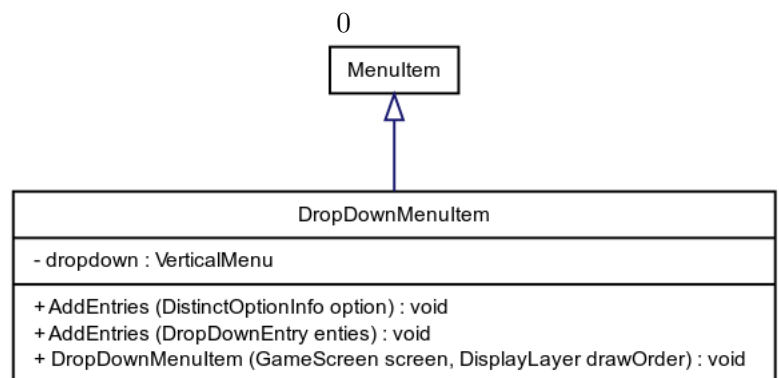 0
MenuItem
DropDownMenuItem
- dropdown : VerticalMenu
+ AddEntries (DistinctOptionInfo option) : void
+ AddEntries (DropDownEntry enties) : void
+ DropDownMenuItem (GameScreen screen, DisplayLayer drawOrder) : void